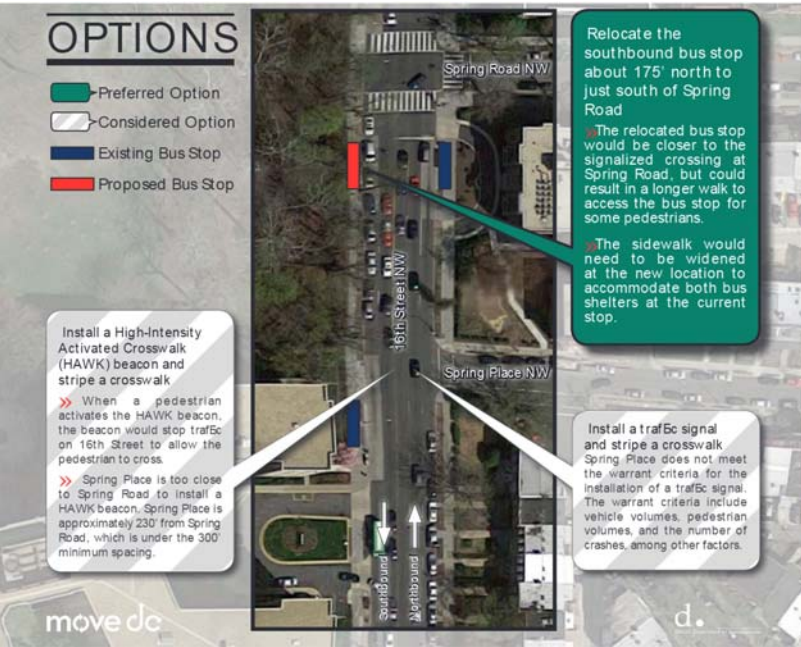 OPTIONS
Preferred Option
Considered Option
Existing Bus Stop
Proposed Bus Stop
Spring Road NW
16th Street NW
Spring Place NW
Southbound
Northbound
Relocate the
southbound bus stop
about 175' north to
just south of Spring
Road
»The relocated bus stop
would be closer to the
signalized crossing at
Spring Road, but could
result in a longer walk to
access the bus stop for
some pedestrians.
»The sidewalk would
need to be widened
at the new location to
accommodate both bus
shelters at the current
stop.
Install a High-Intensity
Activated Crosswalk
(HAWK) beacon and
stripe a crosswalk
» When a pedestrian
activates the HAWK beacon,
the beacon would stop trafEc
on 16th Street to allow the
pedestrian to cross.
» Spring Place is too close
to Spring Road to install a
HAWK beacon. Spring Place is
approximately 230' from Spring
Road, which is under the 300'
minimum spacing.
Install a trafEc signal
and stripe a crosswalk
Spring Place does not meet
the warrant criteria for the
installation of a trafEc signal.
The warrant criteria include
vehicle volumes, pedestrian
volumes, and the number of
crashes, among other factors.
move dc
d.